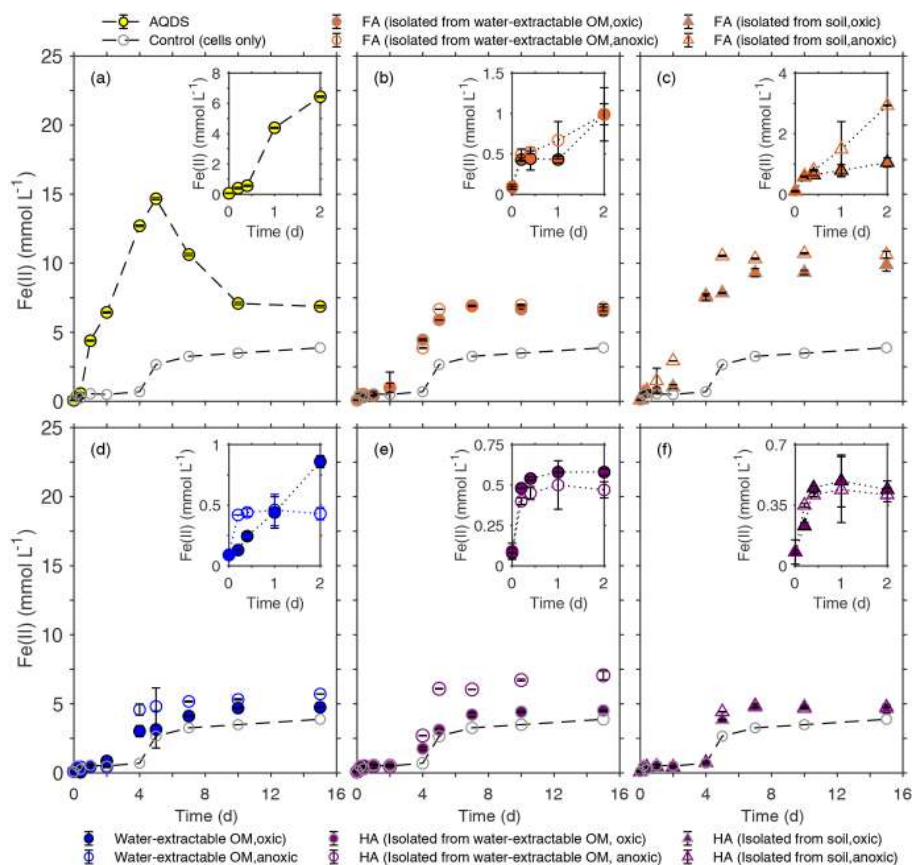 AQDS
Control (cells only)
FA (isolated from water-extractable OM,oxic)
FA (isolated from water-extractable OM,anoxic)
FA (isolated from soil,oxic)
FA (isolated from soil,anoxic)
25
20
15
10
5
0
Fe(II) (mmol L⁻¹)
(a)
8
6
4
2
0
Fe(II) (mmol L⁻¹)
0 1 2
Time (d)
(b)
1.5
1
0.5
0
Fe(II) (mmol L⁻¹)
0 1 2
Time (d)
(c)
4
2
0
Fe(II) (mmol L⁻¹)
0 1 2
Time (d)
25
20
15
10
5
0
Fe(II) (mmol L⁻¹)
(d)
1
0.5
0
Fe(II) (mmol L⁻¹)
0 1 2
Time (d)
(e)
0.75
0.5
0.25
0
Fe(II) (mmol L⁻¹)
0 1 2
Time (d)
(f)
0.7
0.35
0
Fe(II) (mmol L⁻¹)
0 1 2
Time (d)
0 4 8 12 16
0 4 8 12 16
0 4 8 12 16
Time (d)
Time (d)
Time (d)
Water-extractable OM,oxic)
Water-extractable OM,anoxic)
HA (Isolated from water-extractable OM, oxic)
HA (Isolated from water-extractable OM, anoxic)
HA (Isolated from soil,oxic)
HA (Isolated from soil,anoxic)